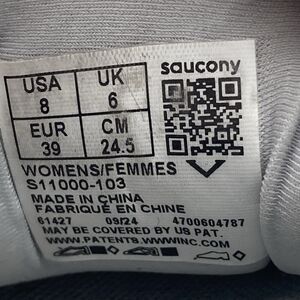 saucony
USA UK
8 6
EUR CM
39 24.5
WOMENS/FEMMES
S11000-103
MADE IN CHINA
FABRIQUÉ EN CHINE
61427 09/24 4700604787
MAY BE COVERED BY US PAT.
WWW.PATENTS.WWWINC.COM